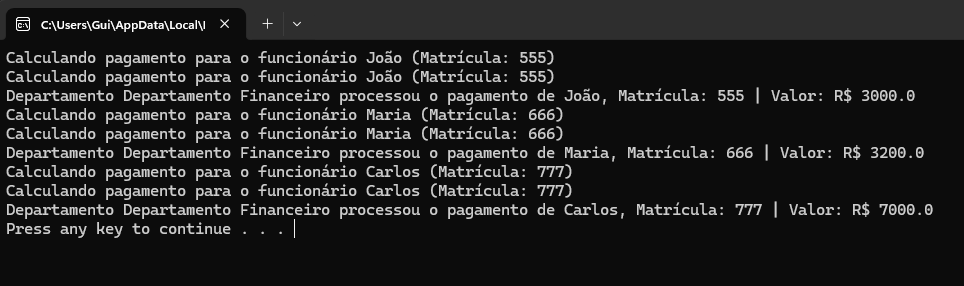 C:\Users\Gui\AppData\Local\I
Calculando pagamento para o funcionário João (Matrícula: 555)
Calculando pagamento para o funcionário João (Matrícula: 555)
Departamento Departamento Financeiro processou o pagamento de João, Matrícula: 555 | Valor: R$ 3000.0
Calculando pagamento para o funcionário Maria (Matrícula: 666)
Calculando pagamento para o funcionário Maria (Matrícula: 666)
Departamento Departamento Financeiro processou o pagamento de Maria, Matrícula: 666 | Valor: R$ 3200.0
Calculando pagamento para o funcionário Carlos (Matrícula: 777)
Calculando pagamento para o funcionário Carlos (Matrícula: 777)
Departamento Departamento Financeiro processou o pagamento de Carlos, Matrícula: 777 | Valor: R$ 7000.0
Press any key to continue . . .